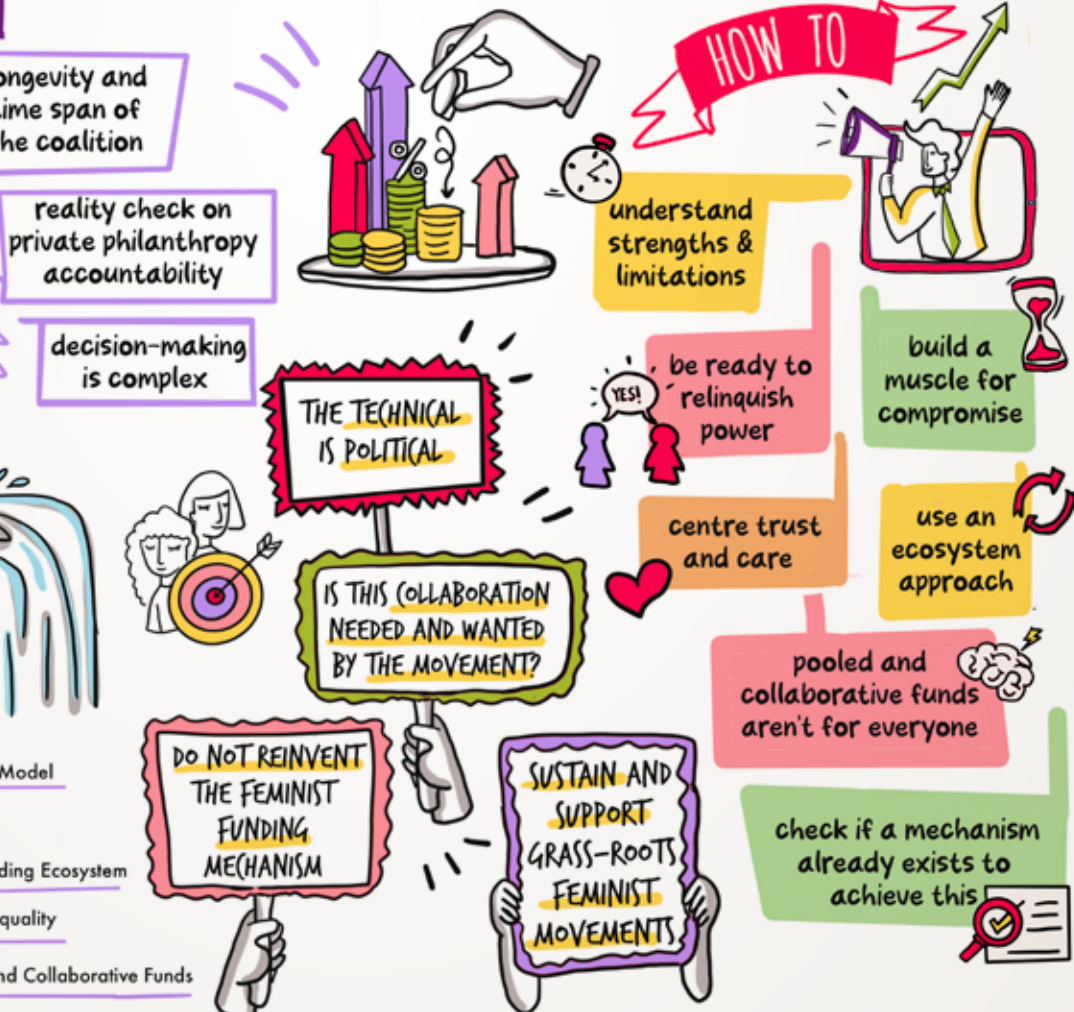 ongevity and
ime span of
he coalition
reality check on
private philanthropy
accountability
decision-making
is complex
%
THE TECHNICAL
IS POLITICAL
IS THIS COLLABORATION
NEEDED AND WANTED
BY THE MOVEMENT?
DO NOT REINVENT
THE FEMINIST
FUNDING
MECHANISM
SUSTAIN AND
SUPPORT
GRASS-ROOTS
FEMINIST
MOVEMENTS
Model
ding Ecosystem
quality
nd Collaborative Funds
HOW TO
understand
strengths &
limitations
YES!
be ready to
relinquish
power
build a
muscle for
compromise
centre trust
and care
use an
ecosystem
approach
pooled and
collaborative funds
aren't for everyone
check if a mechanism
already exists to
achieve this